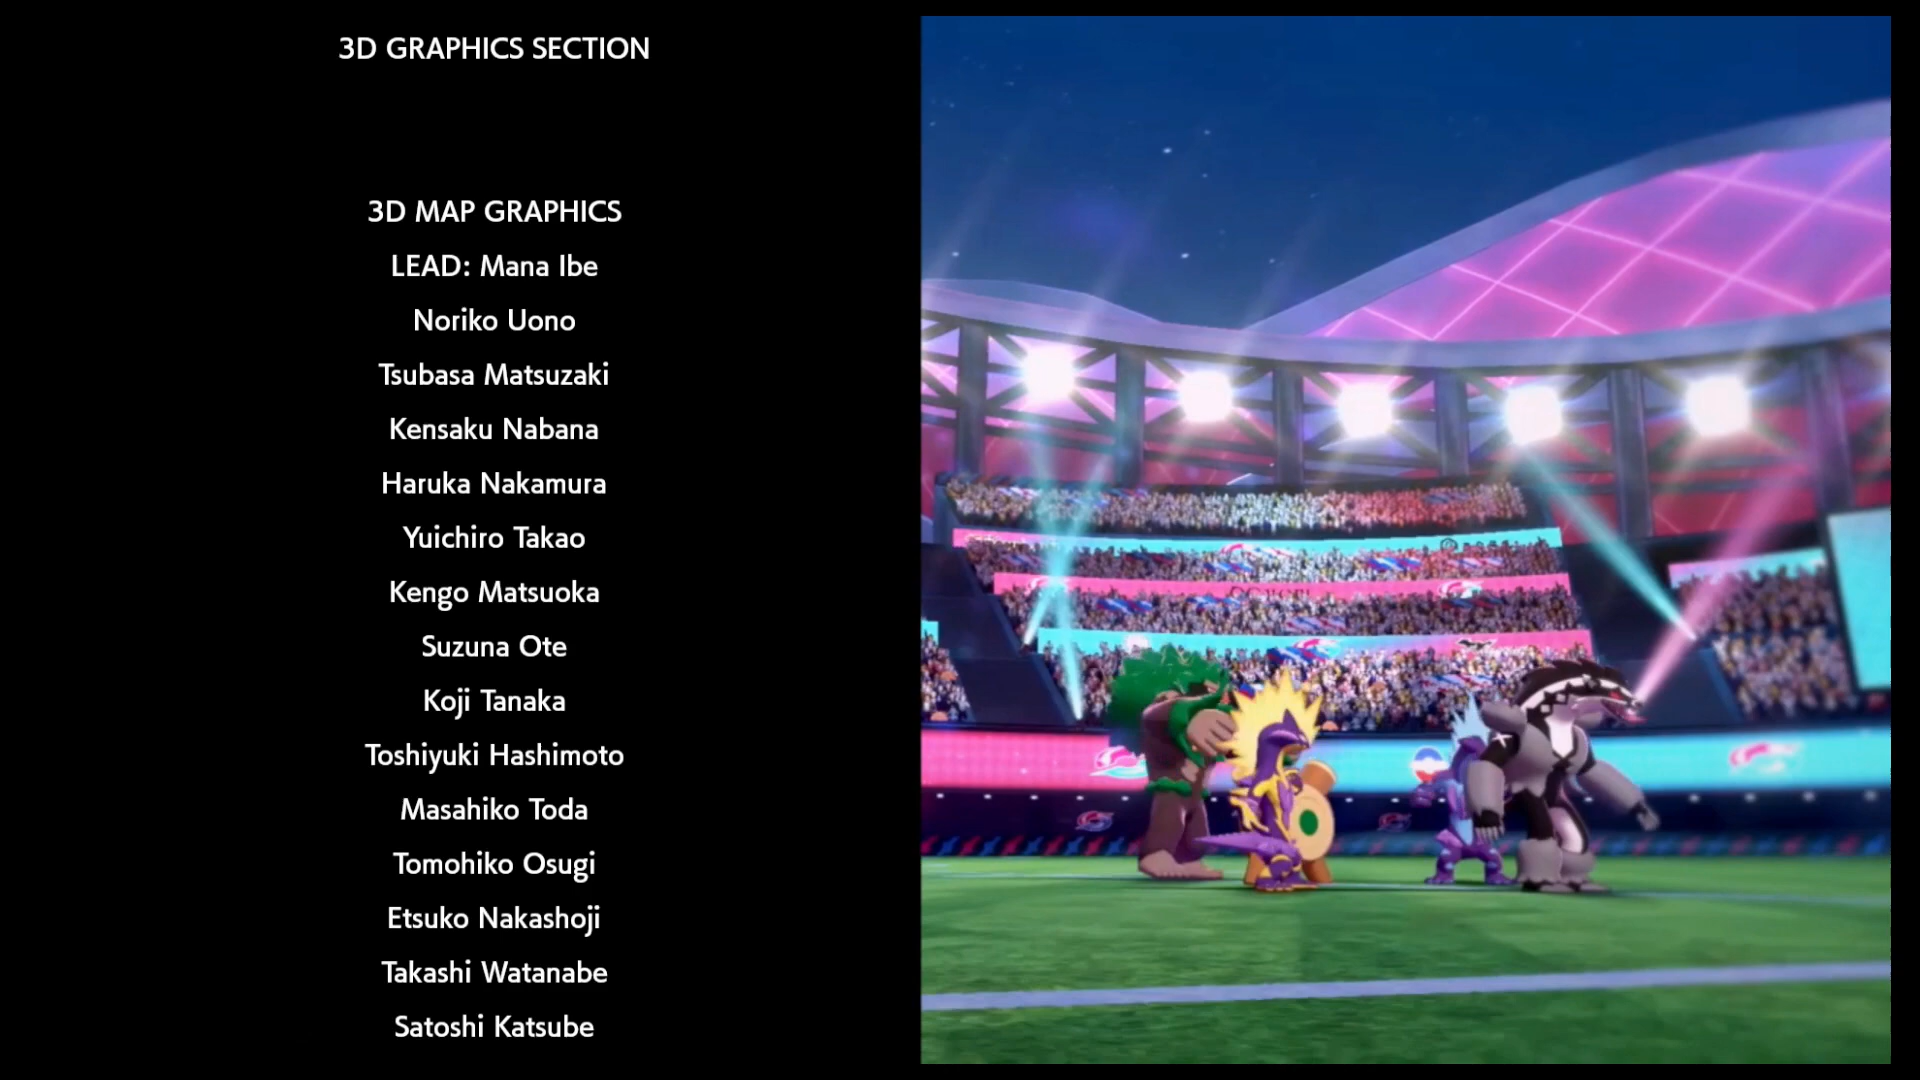 3D GRAPHICS SECTION
3D MAP GRAPHICS
LEAD: Mana Ibe
Noriko Uono
Tsubasa Matsuzaki
Kensaku Nabana
Haruka Nakamura
Yuichiro Takao
Kengo Matsuoka
Suzuna Ote
Koji Tanaka
Toshiyuki Hashimoto
Masahiko Toda
Tomohiko Osugi
Etsuko Nakashoji
Takashi Watanabe
Satoshi Katsube